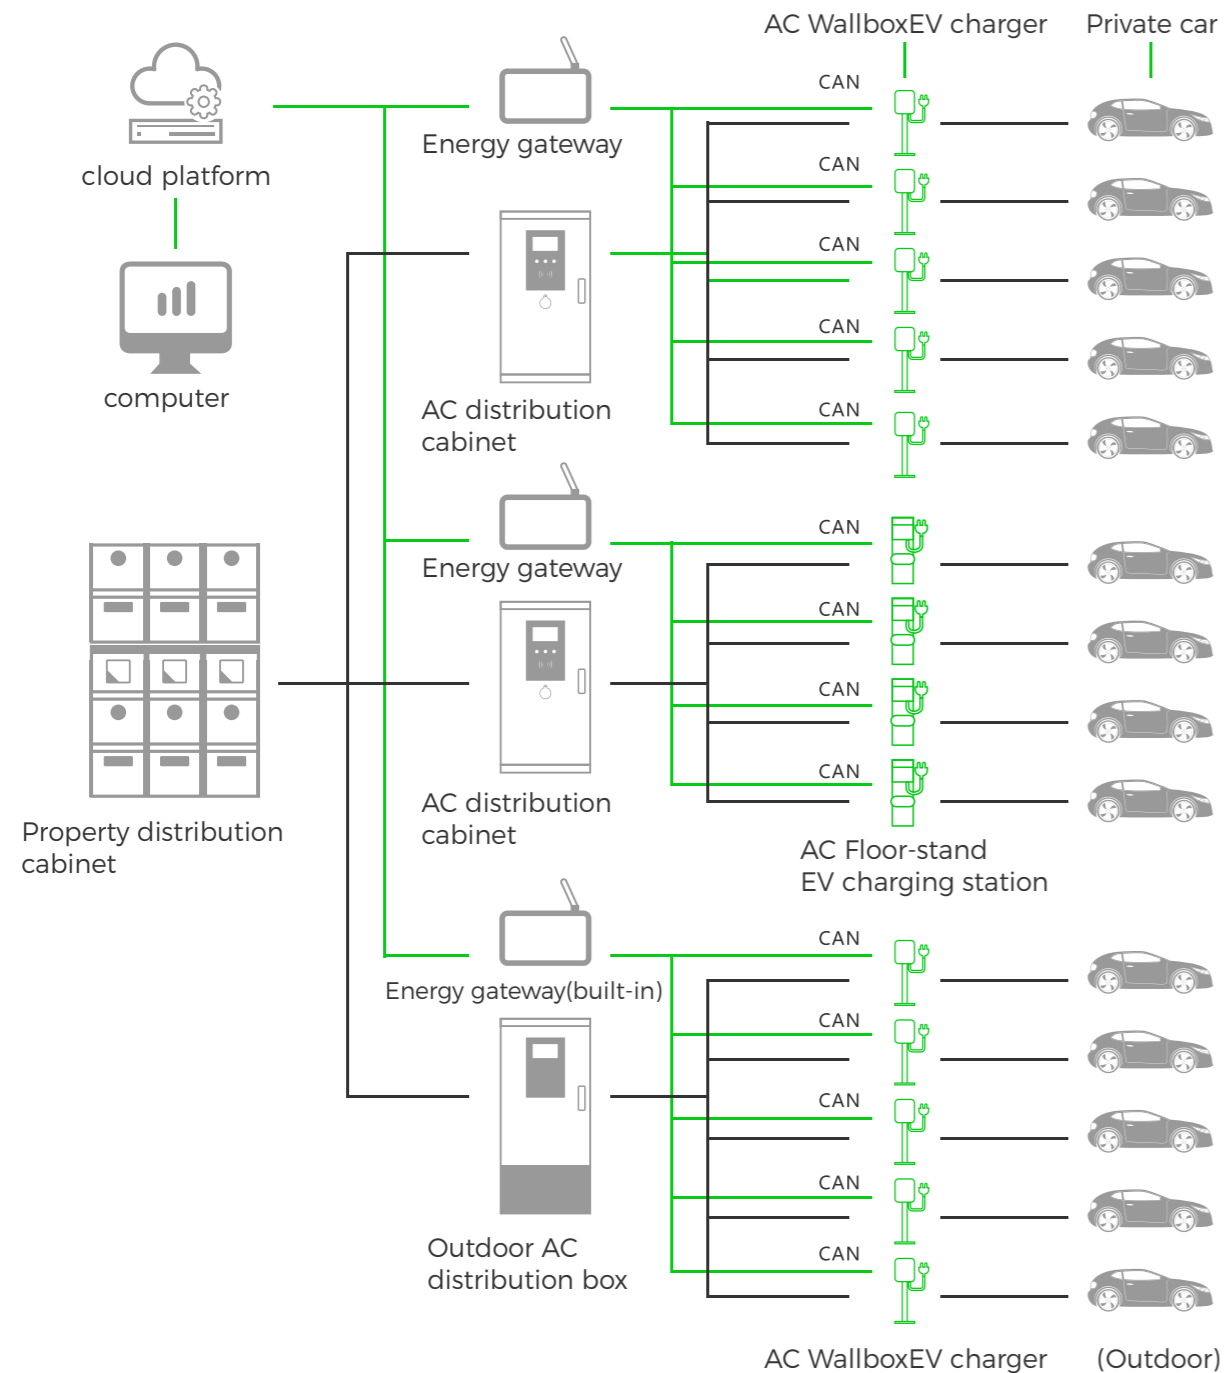 AC WallboxEV charger
Private car
CAN
Energy gateway
cloud platform
CAN
CAN
CAN
computer
AC distribution
cabinet
CAN
CAN
Energy gateway
CAN
CAN
CAN
AC distribution
cabinet
Property distribution
cabinet
AC Floor-stand
EV charging station
CAN
Energy gateway(built-in)
CAN
CAN
CAN
CAN
Outdoor AC
distribution box
AC WallboxEV charger
(Outdoor)